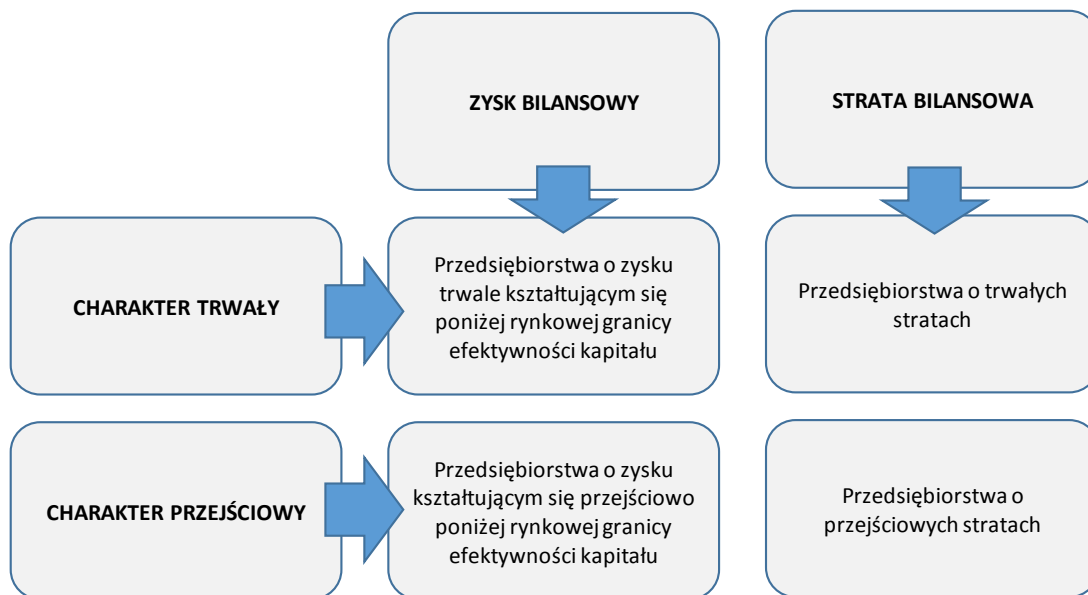 ZYSK BILANSOWY
STRATA BILANSOWA
CHARAKTER TRWAŁY
Przedsiębiorstwa o zysku
trwale kształtującym się
poniżej rynkowej granicy
efektywności kapitału
Przedsiębiorstwa o trwałych
stratach
CHARAKTER PRZEJŚCIOWY
Przedsiębiorstwa o zysku
kształtującym się przejściowo
poniżej rynkowej granicy
efektywności kapitału
Przedsiębiorstwa o
przejściowych stratach